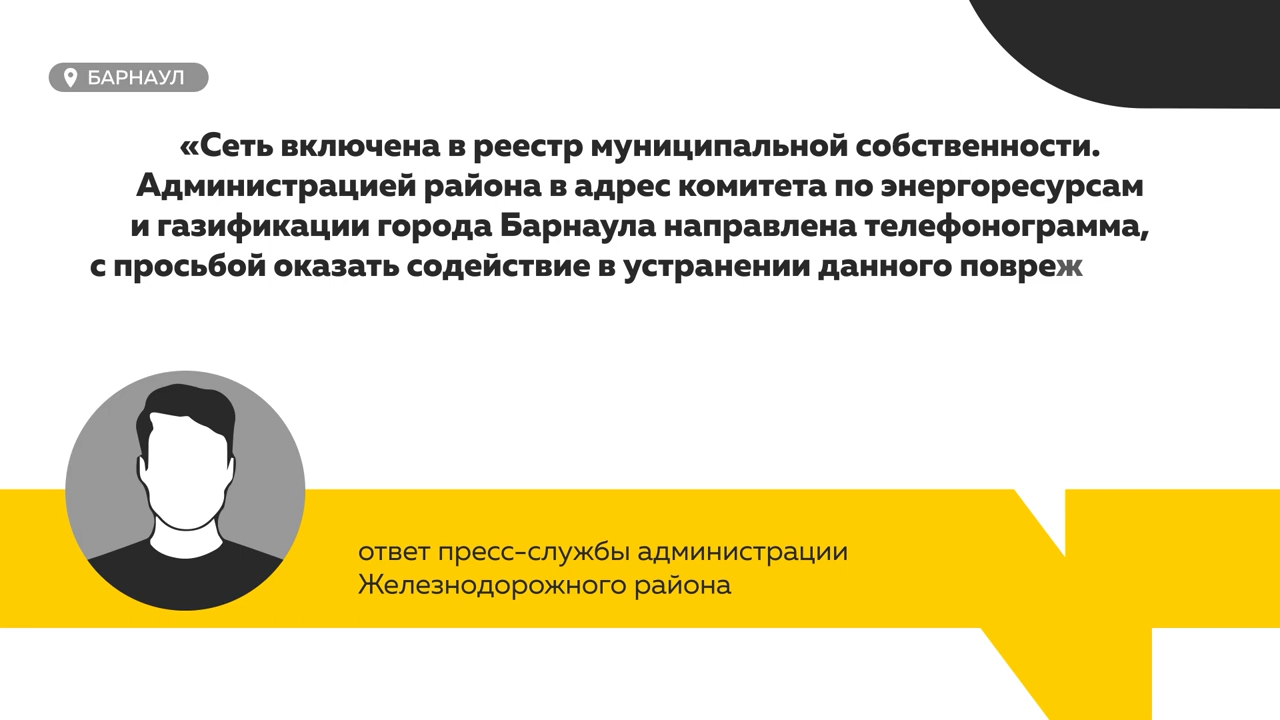 БАРНАУЛ
«Сеть включена в реестр муниципальной собственности.
Администрацией района в адрес комитета по энергоресурсам
и газификации города Барнаула направлена телефонограмма,
с просьбой оказать содействие в устранении данного повреж
ответ пресс-службы администрации
Железнодорожного района